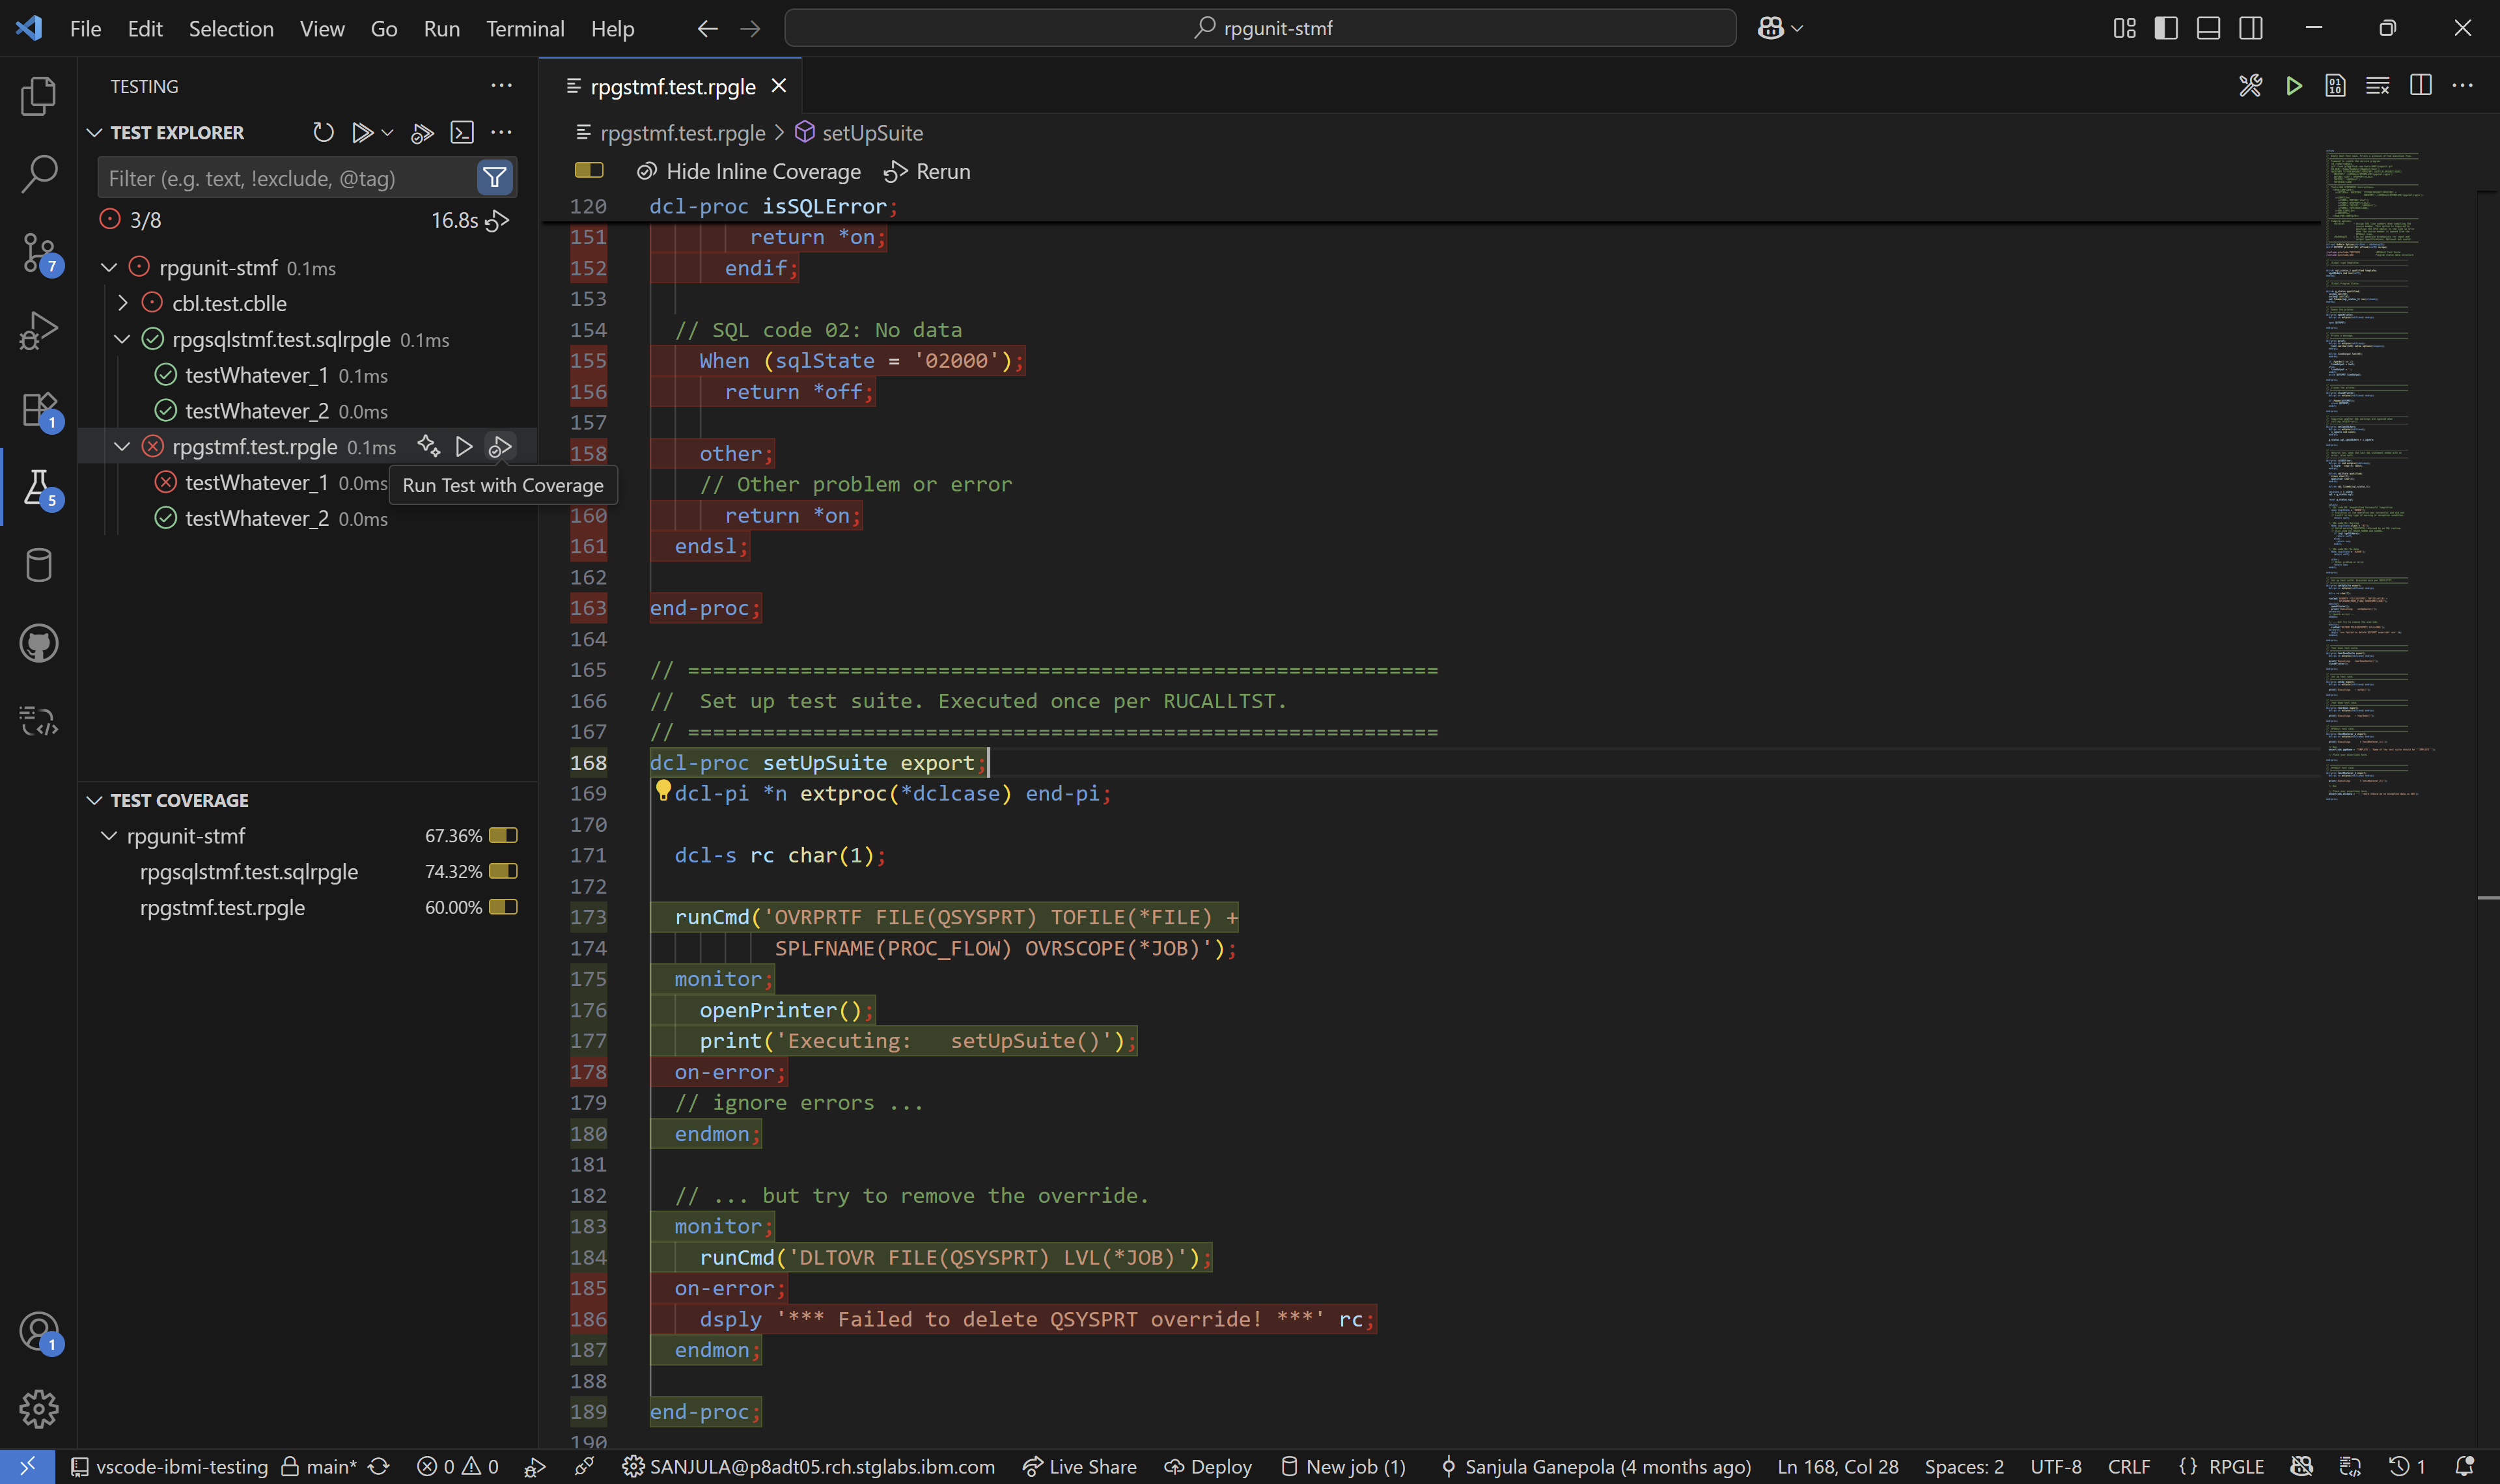 File Edit Selection View Go Run Terminal Help
rpgunit-stmf
TESTING
TEST EXPLORER
Filter (e.g. text, !exclude, @tag)
3/8 16.8s
rpgunit-stmf 0.1ms
cbl.test.cblle
rpgsqlstmf.test.sqlrpgle 0.1ms
testWhatever_1 0.1ms
testWhatever_2 0.0ms
rpgstmf.test.rpgle 0.1ms
testWhatever_1 0.0ms
Run Test with Coverage
testWhatever_2 0.0ms
7
1
5
1
TEST COVERAGE
rpgunit-stmf 67.36%
rpgsqlstmf.test.sqlrpgle 74.32%
rpgstmf.test.rpgle 60.00%
rpgstmf.test.rpgle
rpgstmf.test.rpgle > setUpSuite
Hide Inline Coverage Rerun
120 dcl-proc isSQLError;
151 return *on;
152 endif;
153
154 // SQL code 02: No data
155 When (sqlState = '02000');
156 return *off;
157
158 other;
// Other problem or error
160 return *on;
161 endsl;
162
163 end-proc;
164
165 // ============================================================
166 // Set up test suite. Executed once per RUCALLTST.
167 // ============================================================
168 dcl-proc setUpSuite export;
169 dcl-pi *n extproc(*dclcase) end-pi;
170
171 dcl-s rc char(1);
172
173 runCmd('OVRPRTF FILE(QSYSPRT) TOFILE(*FILE) +
174 SPLFNAME(PROC_FLOW) OVRSCOPE(*JOB)');
175 monitor;
176 openPrinter();
177 print('Executing:   setUpSuite()');
178 on-error;
179 // ignore errors ...
180 endmon;
181
182 // ... but try to remove the override.
183 monitor;
184 runCmd('DLTOVR FILE(QSYSPRT) LVL(*JOB)');
185 on-error;
186 dsply '*** Failed to delete QSYSPRT override! ***' rc;
187 endmon;
188
189 end-proc;
190
vscode-ibmi-testing main* 0 0 SANJULA@p8adt05.rch.stglabs.ibm.com Live Share Deploy New job (1) Sanjula Ganepola (4 months ago) Ln 168, Col 28 Spaces: 2 UTF-8 CRLF {} RPGLE 1